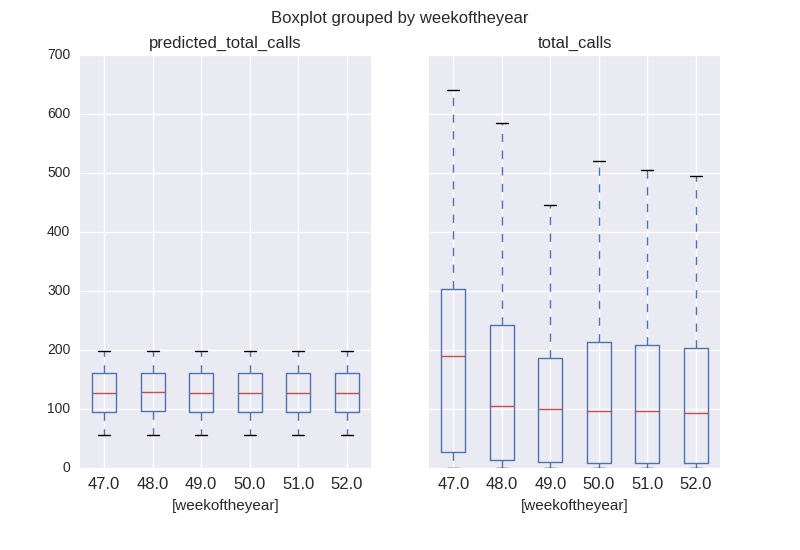 Boxplot grouped by weekoftheyear
predicted_total_calls
total_calls
700
600
500
400
300
200
100
0
47.0 48.0 49.0 50.0 51.0 52.0
[weekoftheyear]
47.0 48.0 49.0 50.0 51.0 52.0
[weekoftheyear]